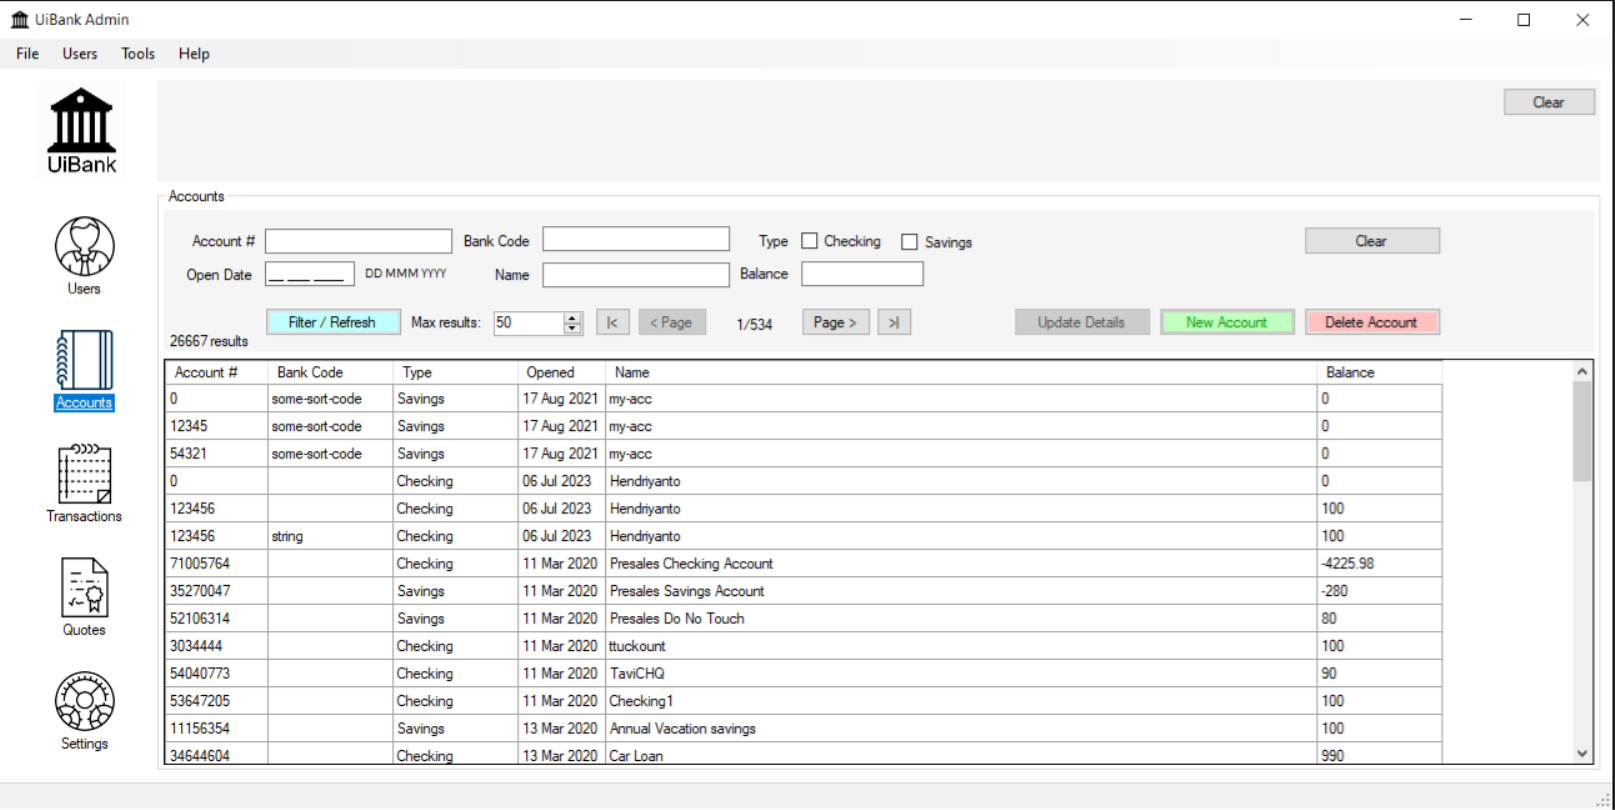 UiBank Admin
File Users Tools Help
Clear
UiBank
Accounts
Account # Bank Code Type Checking Savings Clear
Open Date __ ___ ____ DD MMM YYYY Name Balance
Users
Filter / Refresh Max results: 50 |< < Page 1/534 Page > >| Update Details New Account Delete Account
26667 results
Account # Bank Code Type Opened Name Balance
0 some-sort-code Savings 17 Aug 2021 my-acc 0
Accounts
12345 some-sort-code Savings 17 Aug 2021 my-acc 0
54321 some-sort-code Savings 17 Aug 2021 my-acc 0
0 Checking 06 Jul 2023 Hendriyanto 0
123456 Checking 06 Jul 2023 Hendriyanto 100
Transactions
123456 string Checking 06 Jul 2023 Hendriyanto 100
71005764 Checking 11 Mar 2020 Presales Checking Account -4225.98
35270047 Savings 11 Mar 2020 Presales Savings Account -280
52106314 Savings 11 Mar 2020 Presales Do No Touch 80
Quotes
3034444 Checking 11 Mar 2020 ttuckount 100
54040773 Checking 11 Mar 2020 TaviCHQ 90
53647205 Checking 11 Mar 2020 Checking1 100
11156354 Savings 13 Mar 2020 Annual Vacation savings 100
Settings
34644604 Checking 13 Mar 2020 Car Loan 990